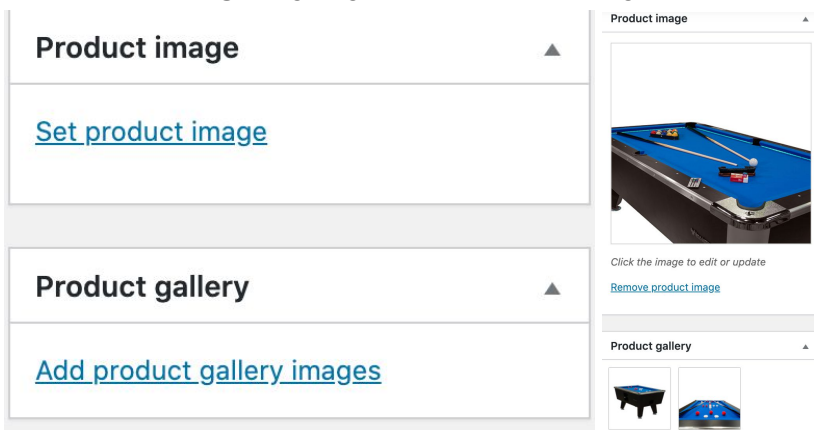 Product image
Set product image
Product gallery
Add product gallery images
Product image
Click the image to edit or update
Remove product image
Product gallery